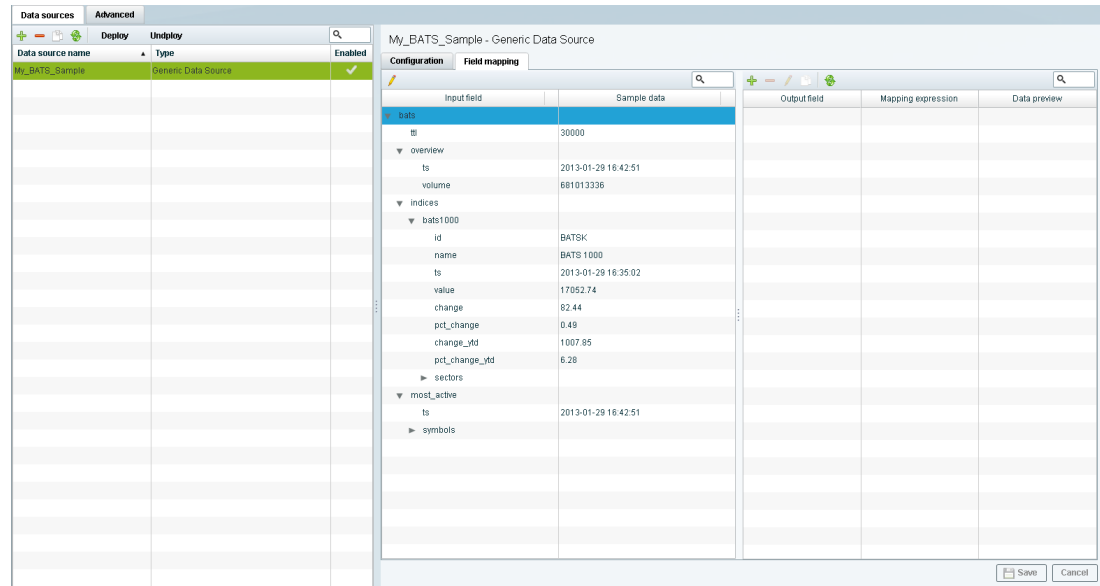 Data sources Advanced
Deploy Undploy
Data source name Type Enabled
My_BATS_Sample Generic Data Source
My_BATS_Sample - Generic Data Source
Configuration Field mapping
Input field Sample data
bats
ttl 30000
overview
ts 2013-01-29 16:42:51
volume 681013336
indices
bats1000
id BATSK
name BATS 1000
ts 2013-01-29 16:35:02
value 17052.74
change 82.44
pct_change 0.49
change_ytd 1007.85
pct_change_ytd 6.28
sectors
most_active
ts 2013-01-29 16:42:51
symbols
Output field Mapping expression Data preview
Save Cancel